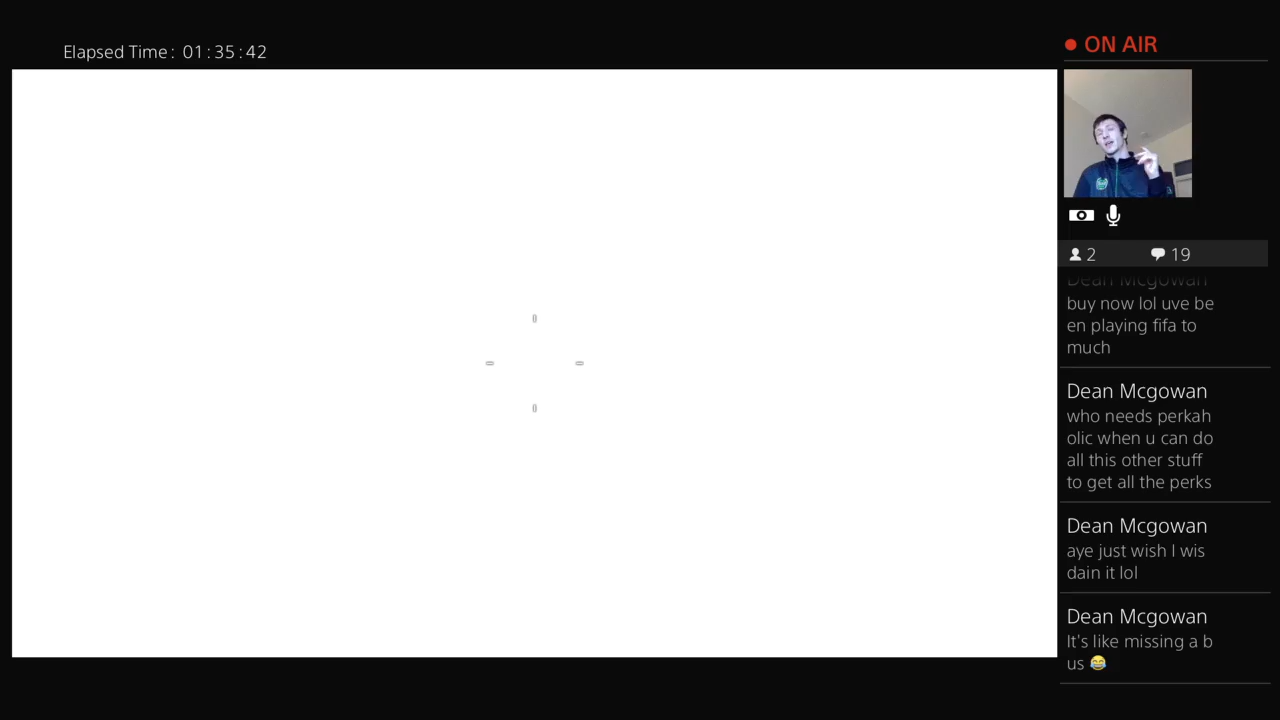 Elapsed Time: 01:35:42
ON AIR
2 19
Dean Mcgowan
buy now lol uve be
en playing fifa to
much
Dean Mcgowan
who needs perkah
olic when u can do
all this other stuff
to get all the perks
Dean Mcgowan
aye just wish I wis
dain it lol
Dean Mcgowan
It's like missing a b
us 😂